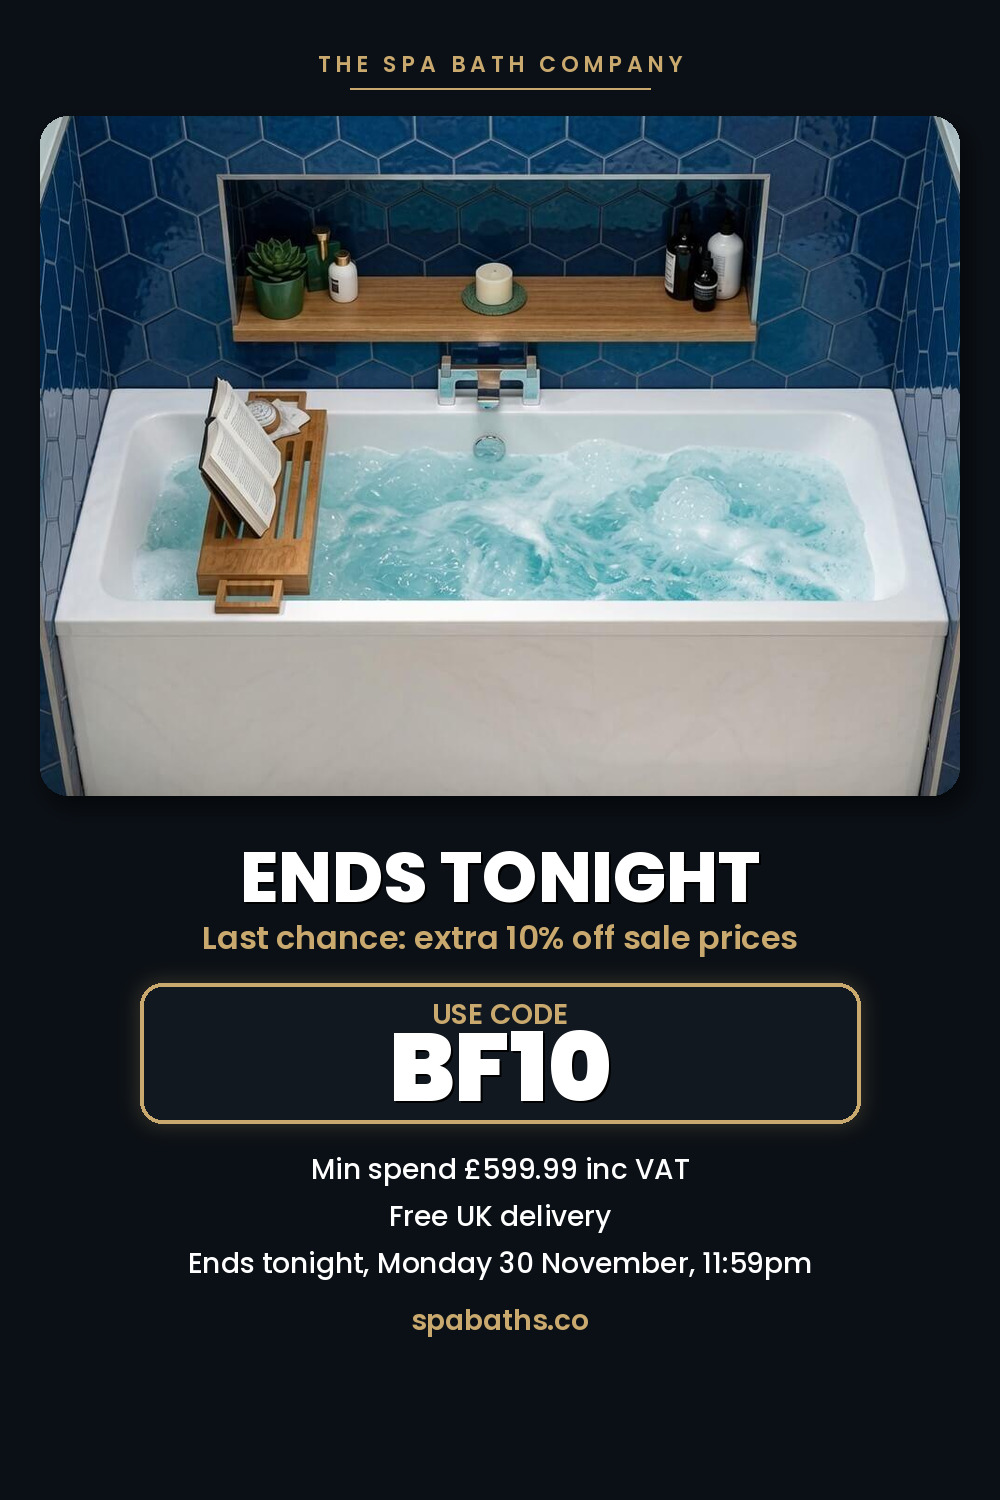 THE SPA BATH COMPANY
ENDS TONIGHT
Last chance: extra 10% off sale prices
USE CODE
BF10
Min spend £599.99 inc VAT
Free UK delivery
Ends tonight, Monday 30 November, 11:59pm
spabaths.co